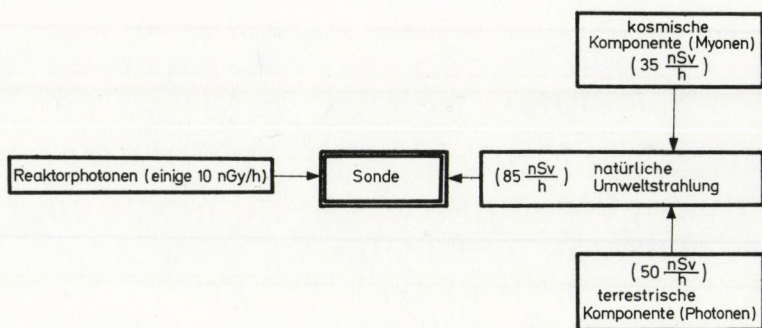 kosmische
Komponente (Myonen)
( 35 nSv/h )
Reaktorphotonen (einige 10 nGy/h)
Sonde
( 85 nSv/h ) natürliche
Umweltstrahlung
( 50 nSv/h )
terrestrische
Komponente (Photonen)